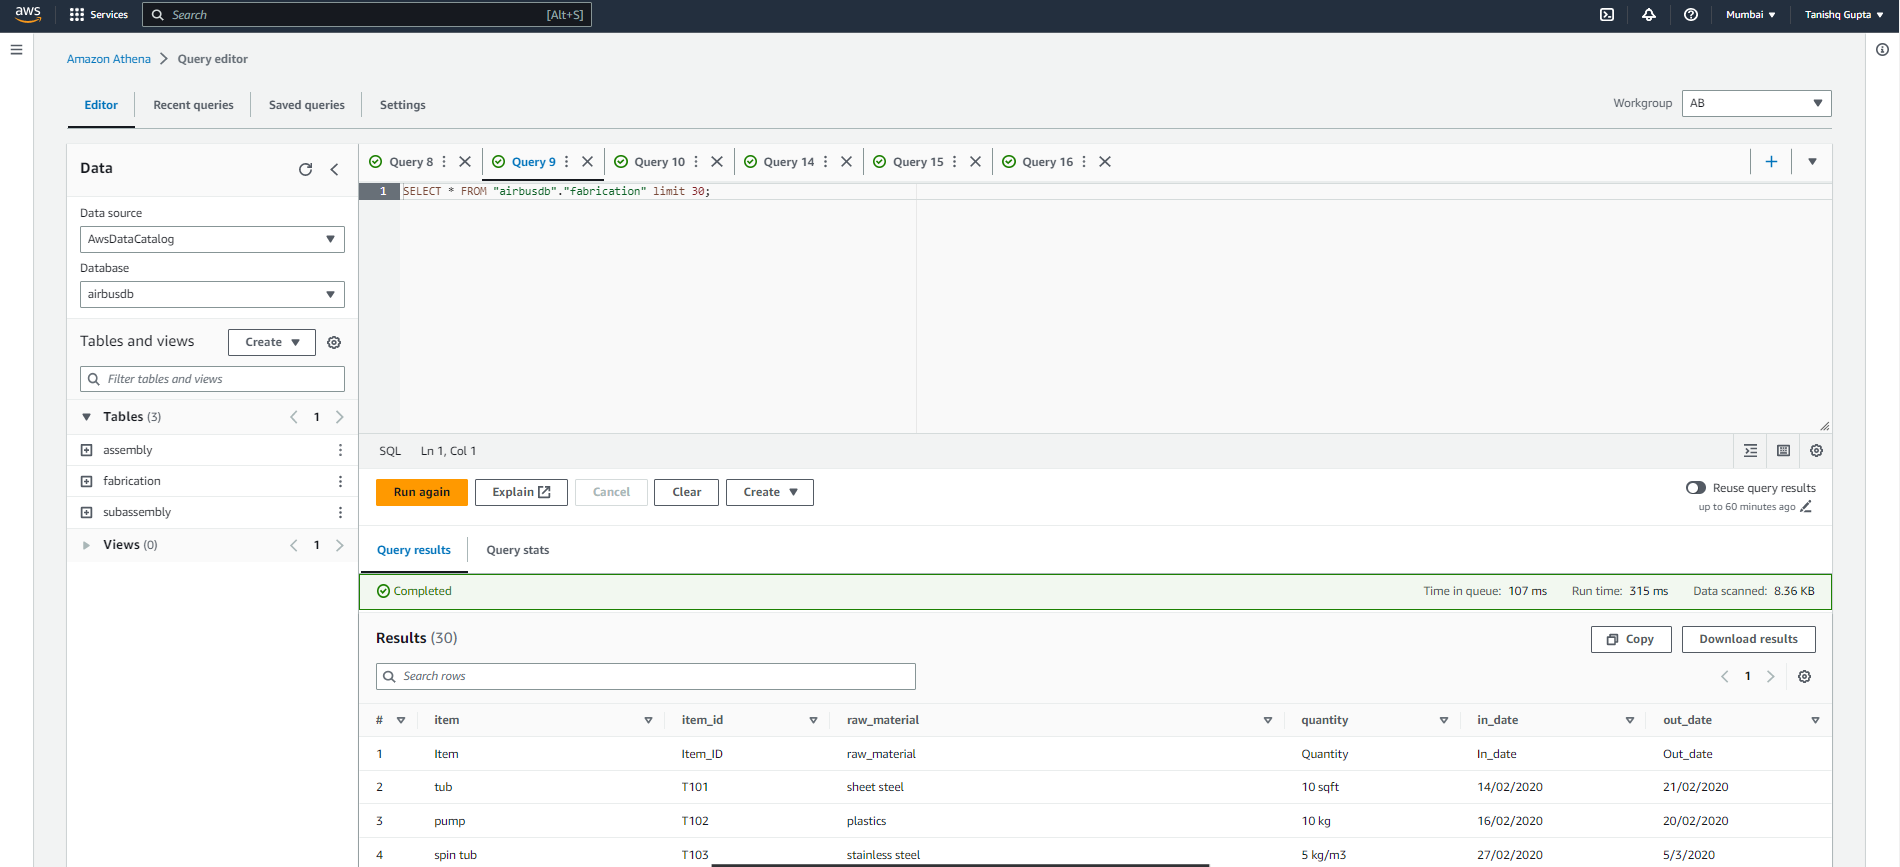 aws Services Search [Alt+S] Mumbai Tanishq Gupta
Amazon Athena Query editor
Editor Recent queries Saved queries Settings Workgroup AB
Data
Data source
AwsDataCatalog
Database
airbusdb
Tables and views Create
Filter tables and views
Tables (3) 1
assembly
fabrication
subassembly
Views (0) 1
Query 8 Query 9 Query 10 Query 14 Query 15 Query 16
1 SELECT * FROM "airbusdb"."fabrication" limit 30;
SQL Ln 1, Col 1
Run again Explain Cancel Clear Create Reuse query results
up to 60 minutes ago
Query results Query stats
Completed Time in queue: 107 ms Run time: 315 ms Data scanned: 8.36 KB
Results (30) Copy Download results
Search rows 1
# item item_id raw_material quantity in_date out_date
1 Item Item_ID raw_material Quantity In_date Out_date
2 tub T101 sheet steel 10 sqft 14/02/2020 21/02/2020
3 pump T102 plastics 10 kg 16/02/2020 20/02/2020
4 spin tub T103 stainless steel 5 kg/m3 27/02/2020 5/3/2020